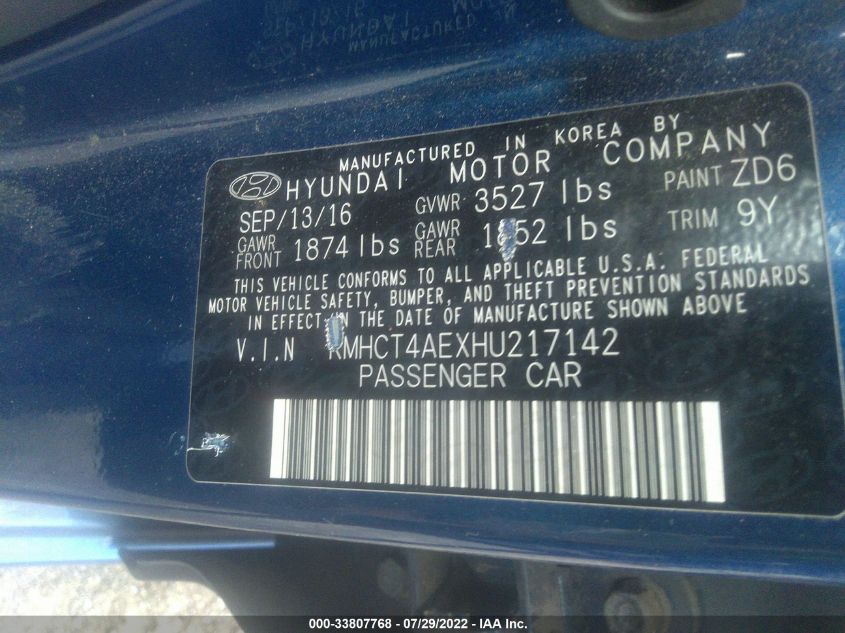 MANUFACTURED IN KOREA BY
HYUNDAI MOTOR COMPANY
SEP/13/16 GVWR 3527 lbs PAINT ZD6
GAWR FRONT 1874 lbs GAWR REAR lbs TRIM 9Y
THIS VEHICLE CONFORMS TO ALL APPLICABLE U.S.A. FEDERAL
MOTOR VEHICLE SAFETY, BUMPER, AND THEFT PREVENTION STANDARDS
IN EFFECT ON THE DATE OF MANUFACTURE SHOWN ABOVE
V.I.N KMHCT4AEXHU217142
PASSENGER CAR
000-33807768 - 07/29/2022 - IAA Inc.